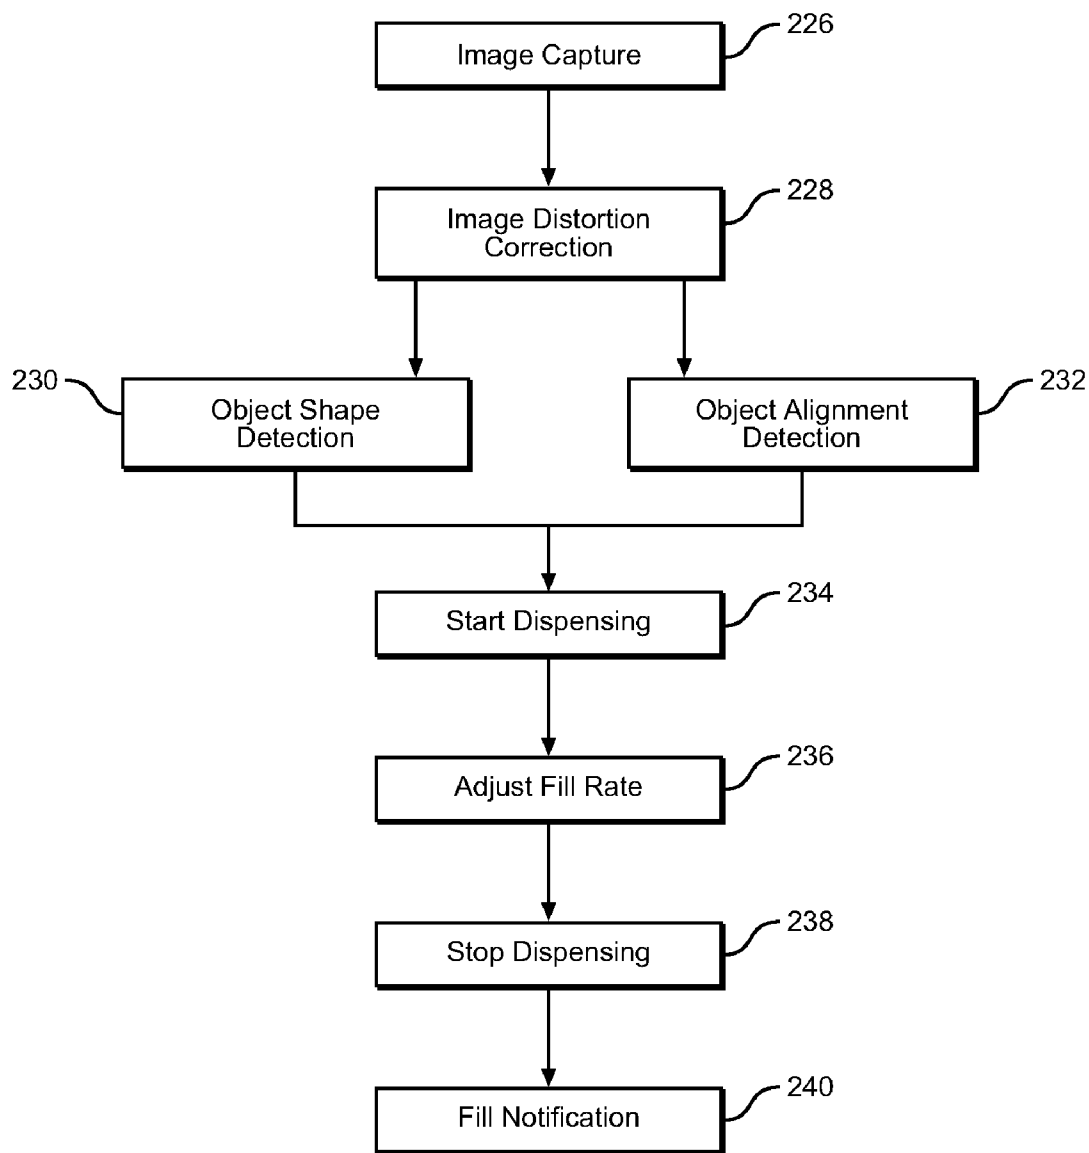 Image Capture
226
Image Distortion
Correction
228
230
Object Shape
Detection
Object Alignment
Detection
232
Start Dispensing
234
Adjust Fill Rate
236
Stop Dispensing
238
Fill Notification
240